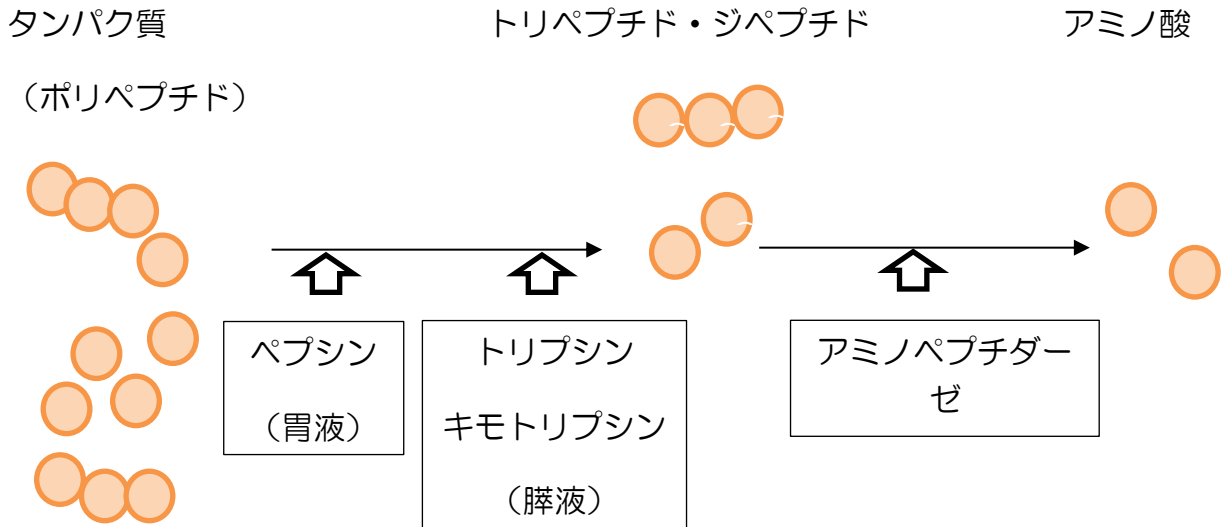 タンパク質
（ポリペプチド）
トリペプチド・ジペプチド
アミノ酸
ペプシン
（胃液）
トリプシン
キモトリプシン
（膵液）
アミノペプチダー
ゼ